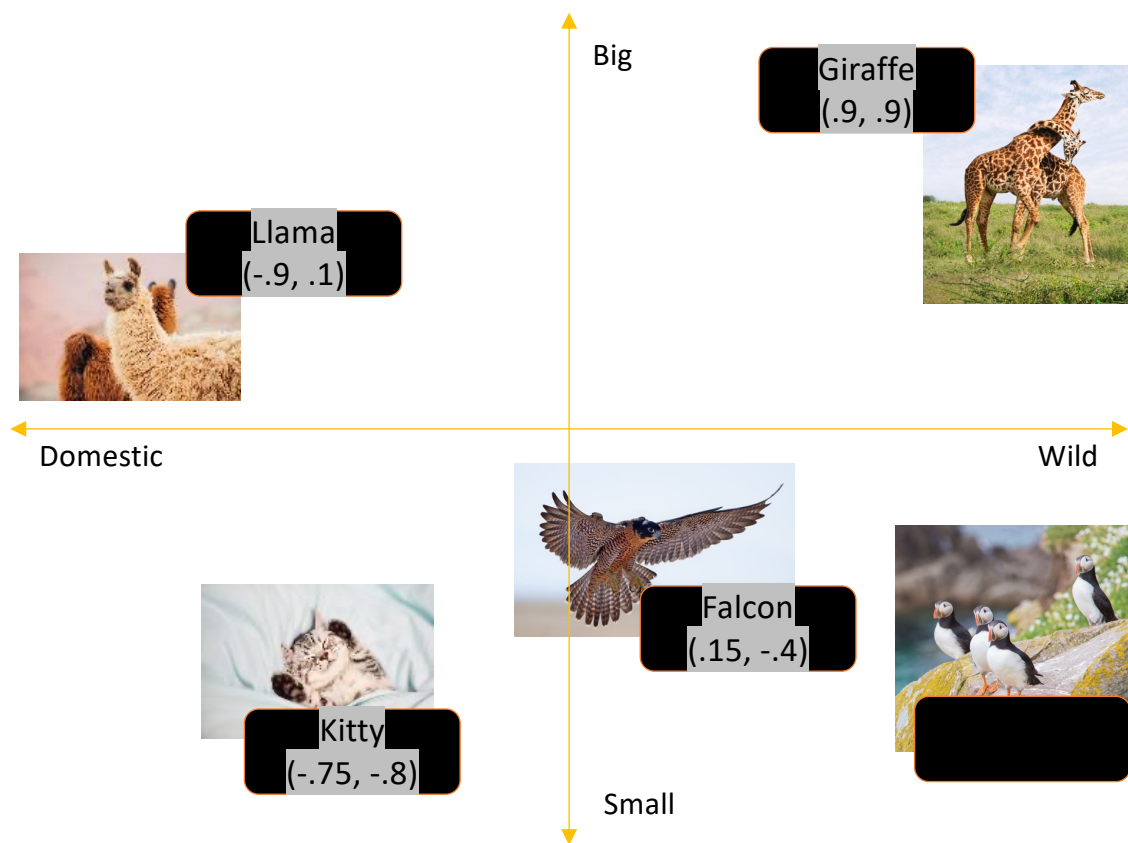 Big
Giraffe
(.9, .9)
Llama
(-.9, .1)
Domestic
Wild
Falcon
(.15, -.4)
Kitty
(-.75, -.8)
Small